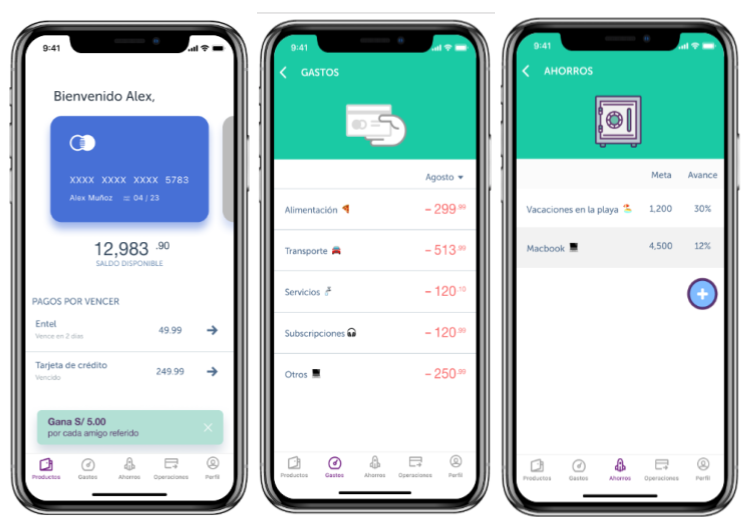 9:41
Bienvenido Alex,
XXXX XXXX XXXX 5783
Alex Muñoz :: 04 | 23
12,983 .90
SALDO DISPONIBLE
PAGOS POR VENCER
Entel 49.99
Vence en 2 días
Tarjeta de crédito 249.99
Vencido
Gana S/ 5.00
por cada amigo referido
Productos Gastos Ahorros Operaciones Perfil
9:41
GASTOS
Agosto
Alimentación - 299.99
Transporte - 513.99
Servicios - 120.10
Subscripciones - 120.99
Otros - 250.99
Productos Gastos Ahorros Operaciones Perfil
9:41
AHORROS
Meta Avance
Vacaciones en la playa 1,200 30%
Macbook 4,500 12%
Productos Gastos Ahorros Operaciones Perfil